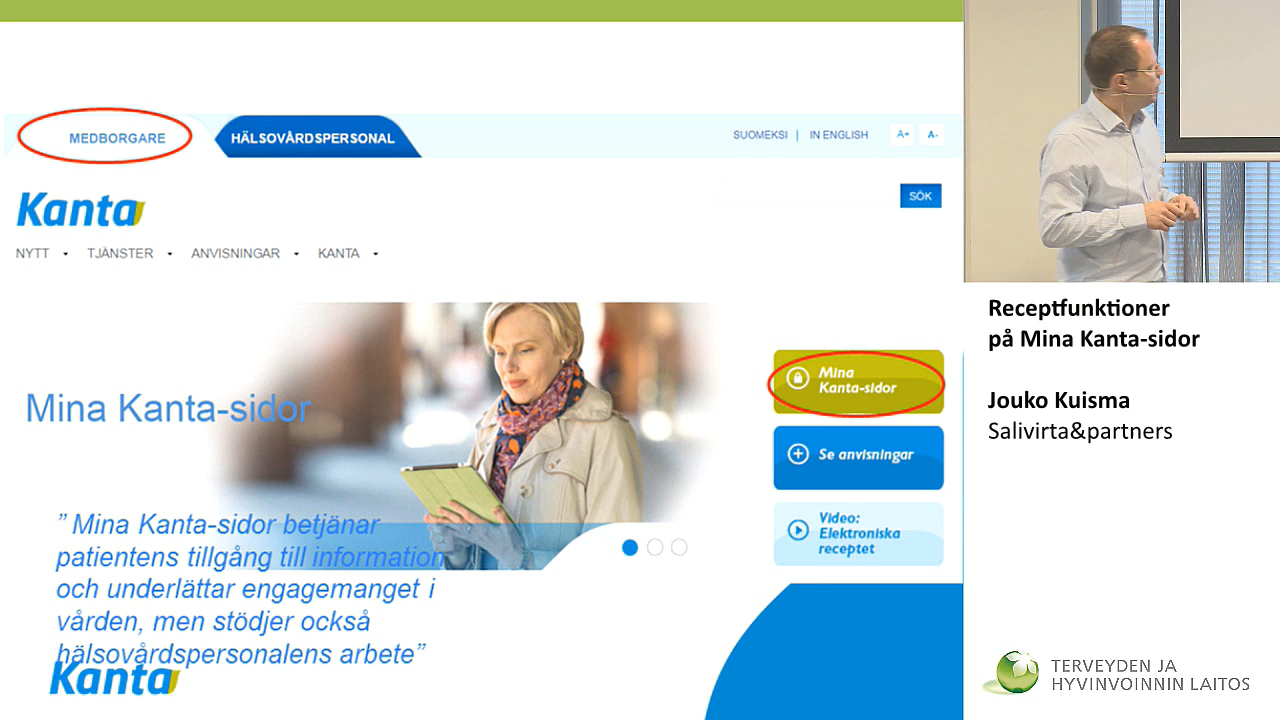 MEDBORGARE
HÄLSOVÅRDSPERSONAL
SUOMEKSI | IN ENGLISH
A+
A-
Kanta
SÖK
NYTT
TJÄNSTER
ANVISNINGAR
KANTA
Mina Kanta-sidor
Mina
Kanta-sidor
Se anvisningar
Video:
Elektroniska
receptet
” Mina Kanta-sidor betjänar
patientens tillgång till information
och underlättar engagemanget i
vården, men stödjer också
hälsovårdspersonalens arbete”
Kanta
Receptfunktioner
på Mina Kanta-sidor
Jouko Kuisma
Salivirta&partners
TERVEYDEN JA
HYVINVOINNIN LAITOS